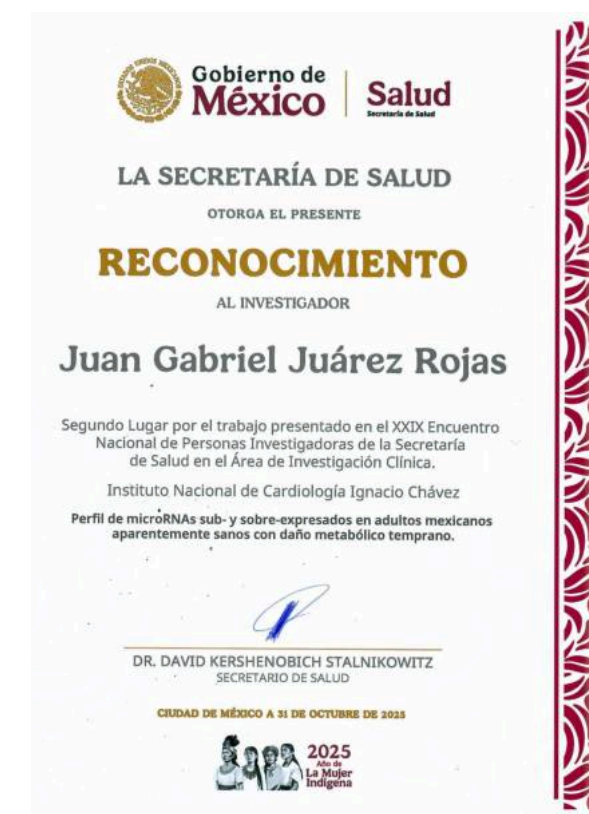 Gobierno de
México
Salud
Secretaría de Salud
LA SECRETARÍA DE SALUD
OTORGA EL PRESENTE
RECONOCIMIENTO
AL INVESTIGADOR
Juan Gabriel Juárez Rojas
Segundo Lugar por el trabajo presentado en el XXIX Encuentro
Nacional de Personas Investigadoras de la Secretaría
de Salud en el Área de Investigación Clínica.
Instituto Nacional de Cardiología Ignacio Chávez
Perfil de microRNAs sub- y sobre-expresados en adultos mexicanos
aparentemente sanos con daño metabólico temprano.
DR. DAVID KERSHENOBICH STALNIKOWITZ
SECRETARIO DE SALUD
CIUDAD DE MÉXICO A 31 DE OCTUBRE DE 2025
2025
Año de
La Mujer
Indígena